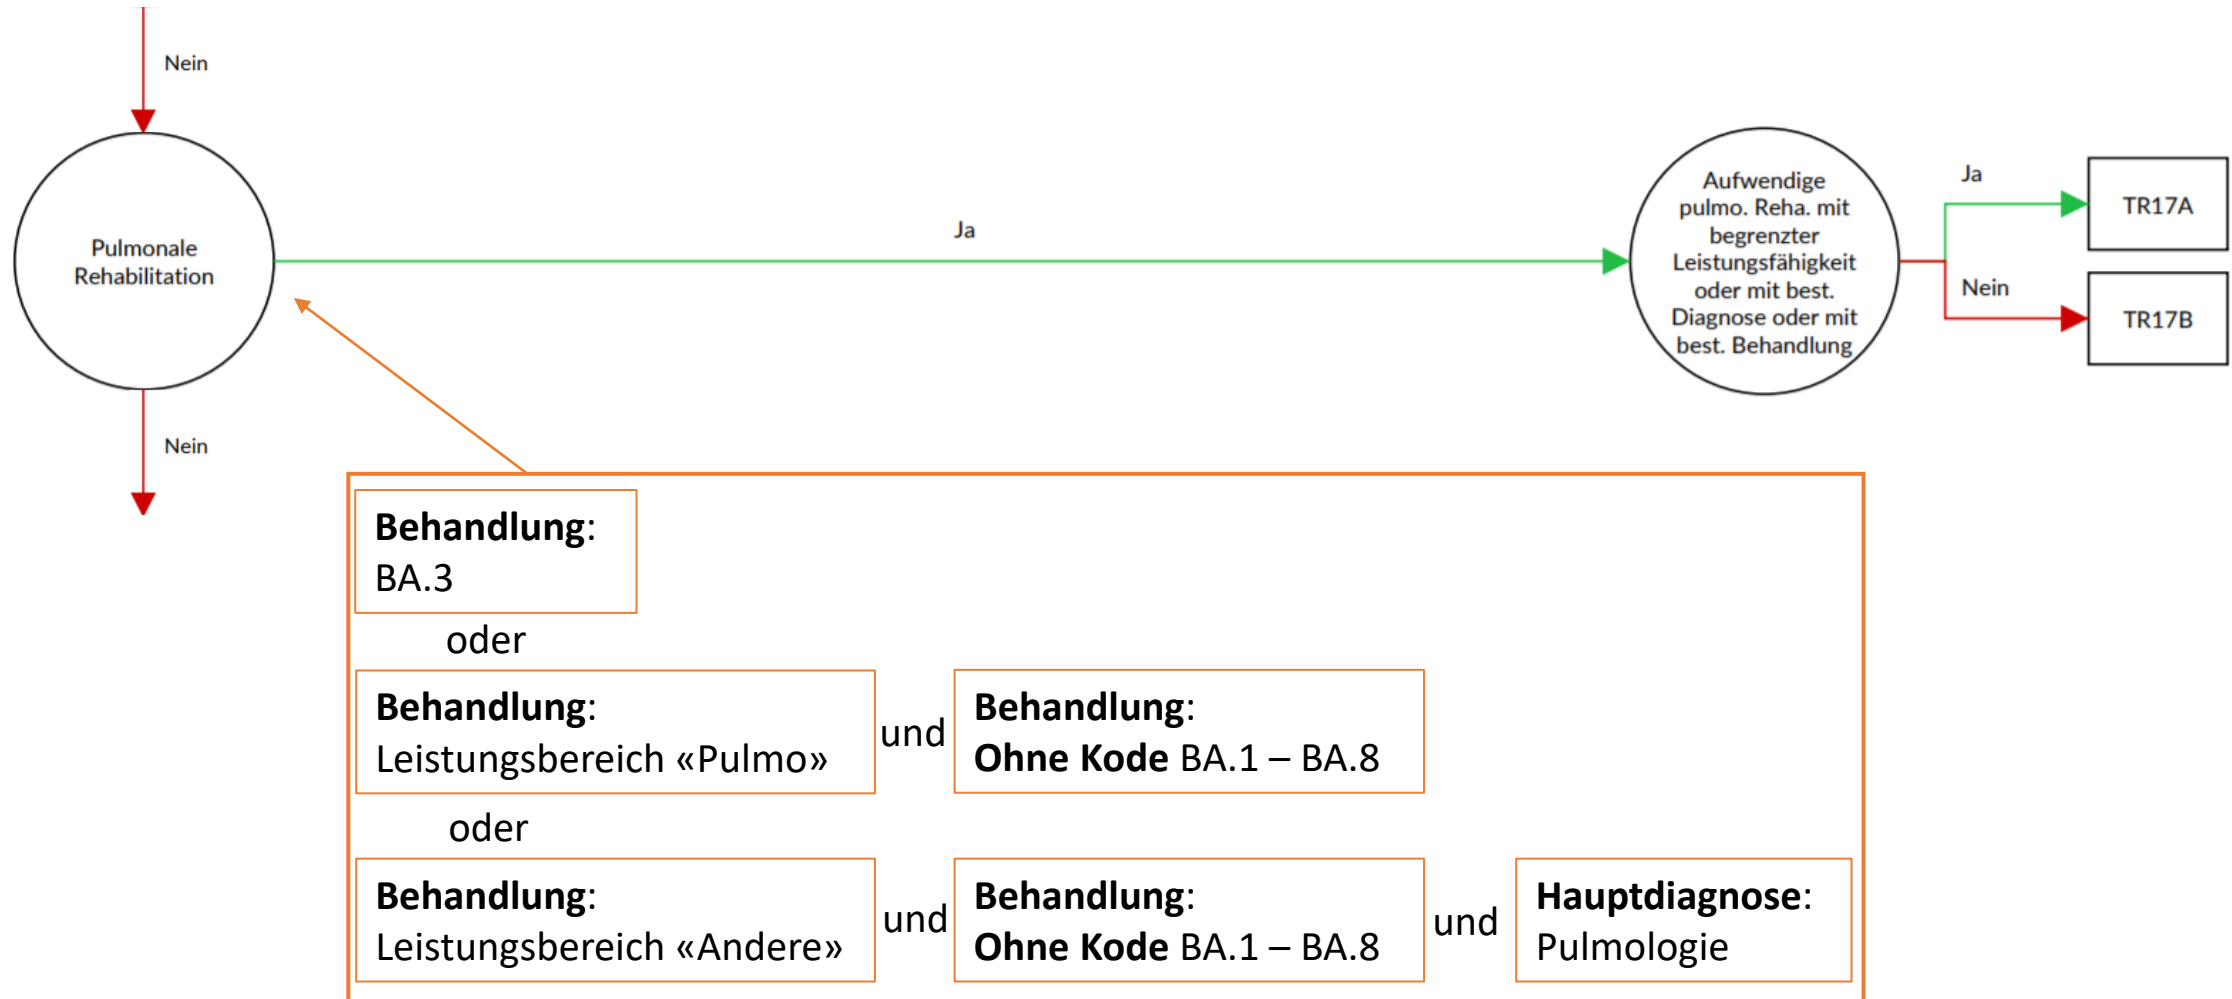 Nein
Pulmonale
Rehabilitation
Ja
Aufwendige
pulmo. Reha. mit
begrenzter
Leistungsfähigkeit
oder mit best.
Diagnose oder mit
best. Behandlung
Ja
TR17A
Nein
TR17B
Nein
Behandlung:
BA.3
oder
Behandlung:
Leistungsbereich «Pulmo»
und
Behandlung:
Ohne Kode BA.1 – BA.8
oder
Behandlung:
Leistungsbereich «Andere»
und
Behandlung:
Ohne Kode BA.1 – BA.8
und
Hauptdiagnose:
Pulmologie